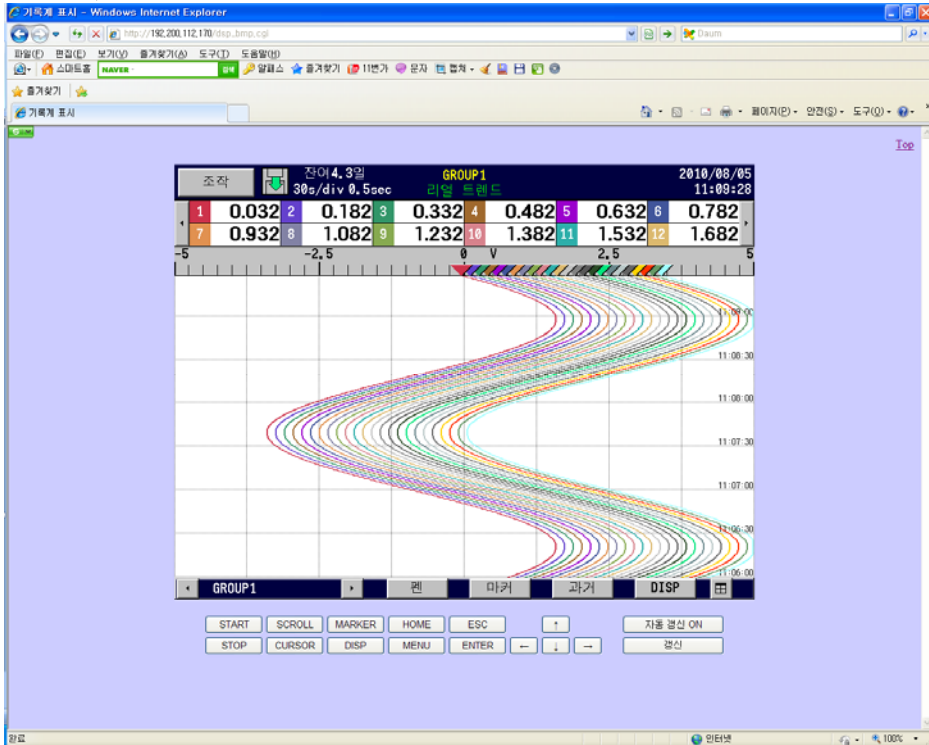 기록계 표시 - Windows Internet Explorer
http://192,200,112,170/dsp_bmp.cgi Daum
파일(F) 편집(E) 보기(V) 즐겨찾기(A) 도구(T) 도움말(H)
스마트홈 NAVER 검색 알패스 즐겨찾기 11번가 문자 캡쳐
즐겨찾기
기록계 표시 페이지(P) 안전(S) 도구(O)
Top
조작 잔여4.3일 GROUP1 2010/08/05
30s/div 0.5sec 리얼 트렌드 11:09:28
1 0.032 2 0.182 3 0.332 4 0.482 5 0.632 6 0.782
7 0.932 8 1.082 9 1.232 10 1.382 11 1.532 12 1.682
-5 -2.5 0 V 2.5 5
11:09:00
11:08:30
11:08:00
11:07:30
11:07:00
11:06:30
11:06:00
GROUP1 펜 마커 과거 DISP
START SCROLL MARKER HOME ESC ↑ 자동 갱신 ON
STOP CURSOR DISP MENU ENTER ← ↓ → 갱신
완료 인터넷 100%